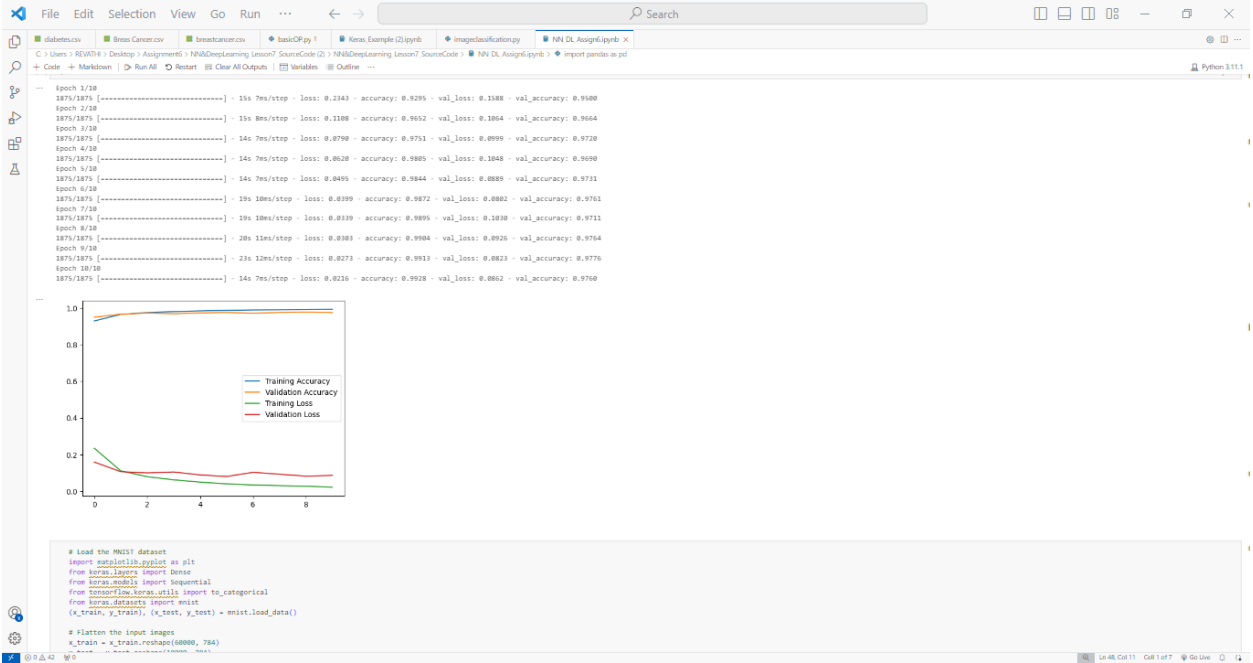 File Edit Selection View Go Run ··· Search
diabetes.csv Breas Cancer.csv breastcancer.csv basicOP.py 1 Keras_Example (2).ipynb imageclassification.py NN_DL_Assign6.ipynb ×
C: > Users > REVATHI > Desktop > Assignment6 > NN&DeepLearning_Lesson7_SourceCode (2) > NN&DeepLearning_Lesson7_SourceCode > NN_DL_Assign6.ipynb > import pandas as pd
+ Code + Markdown | Run All Restart Clear All Outputs | Variables Outline ··· Python 3.11.1
Epoch 1/10
1875/1875 [==============================] - 15s 7ms/step - loss: 0.2343 - accuracy: 0.9295 - val_loss: 0.1588 - val_accuracy: 0.9500
Epoch 2/10
1875/1875 [==============================] - 15s 8ms/step - loss: 0.1108 - accuracy: 0.9652 - val_loss: 0.1064 - val_accuracy: 0.9664
Epoch 3/10
1875/1875 [==============================] - 14s 7ms/step - loss: 0.0790 - accuracy: 0.9751 - val_loss: 0.0999 - val_accuracy: 0.9720
Epoch 4/10
1875/1875 [==============================] - 14s 7ms/step - loss: 0.0620 - accuracy: 0.9805 - val_loss: 0.1048 - val_accuracy: 0.9690
Epoch 5/10
1875/1875 [==============================] - 14s 7ms/step - loss: 0.0495 - accuracy: 0.9844 - val_loss: 0.0889 - val_accuracy: 0.9731
Epoch 6/10
1875/1875 [==============================] - 19s 10ms/step - loss: 0.0399 - accuracy: 0.9872 - val_loss: 0.0802 - val_accuracy: 0.9761
Epoch 7/10
1875/1875 [==============================] - 19s 10ms/step - loss: 0.0339 - accuracy: 0.9895 - val_loss: 0.1030 - val_accuracy: 0.9711
Epoch 8/10
1875/1875 [==============================] - 20s 11ms/step - loss: 0.0303 - accuracy: 0.9904 - val_loss: 0.0926 - val_accuracy: 0.9764
Epoch 9/10
1875/1875 [==============================] - 23s 12ms/step - loss: 0.0273 - accuracy: 0.9913 - val_loss: 0.0823 - val_accuracy: 0.9776
Epoch 10/10
1875/1875 [==============================] - 14s 7ms/step - loss: 0.0216 - accuracy: 0.9928 - val_loss: 0.0862 - val_accuracy: 0.9760
1.0
0.8
0.6
0.4
0.2
0.0
Training Accuracy
Validation Accuracy
Training Loss
Validation Loss
0 2 4 6 8
# Load the MNIST dataset
import matplotlib.pyplot as plt
from keras.layers import Dense
from keras.models import Sequential
from tensorflow.keras.utils import to_categorical
from keras.datasets import mnist
(x_train, y_train), (x_test, y_test) = mnist.load_data()
# Flatten the input images
x_train = x_train.reshape(60000, 784)
0 42 0 Ln 48, Col 11 Cell 1 of 7 Go Live